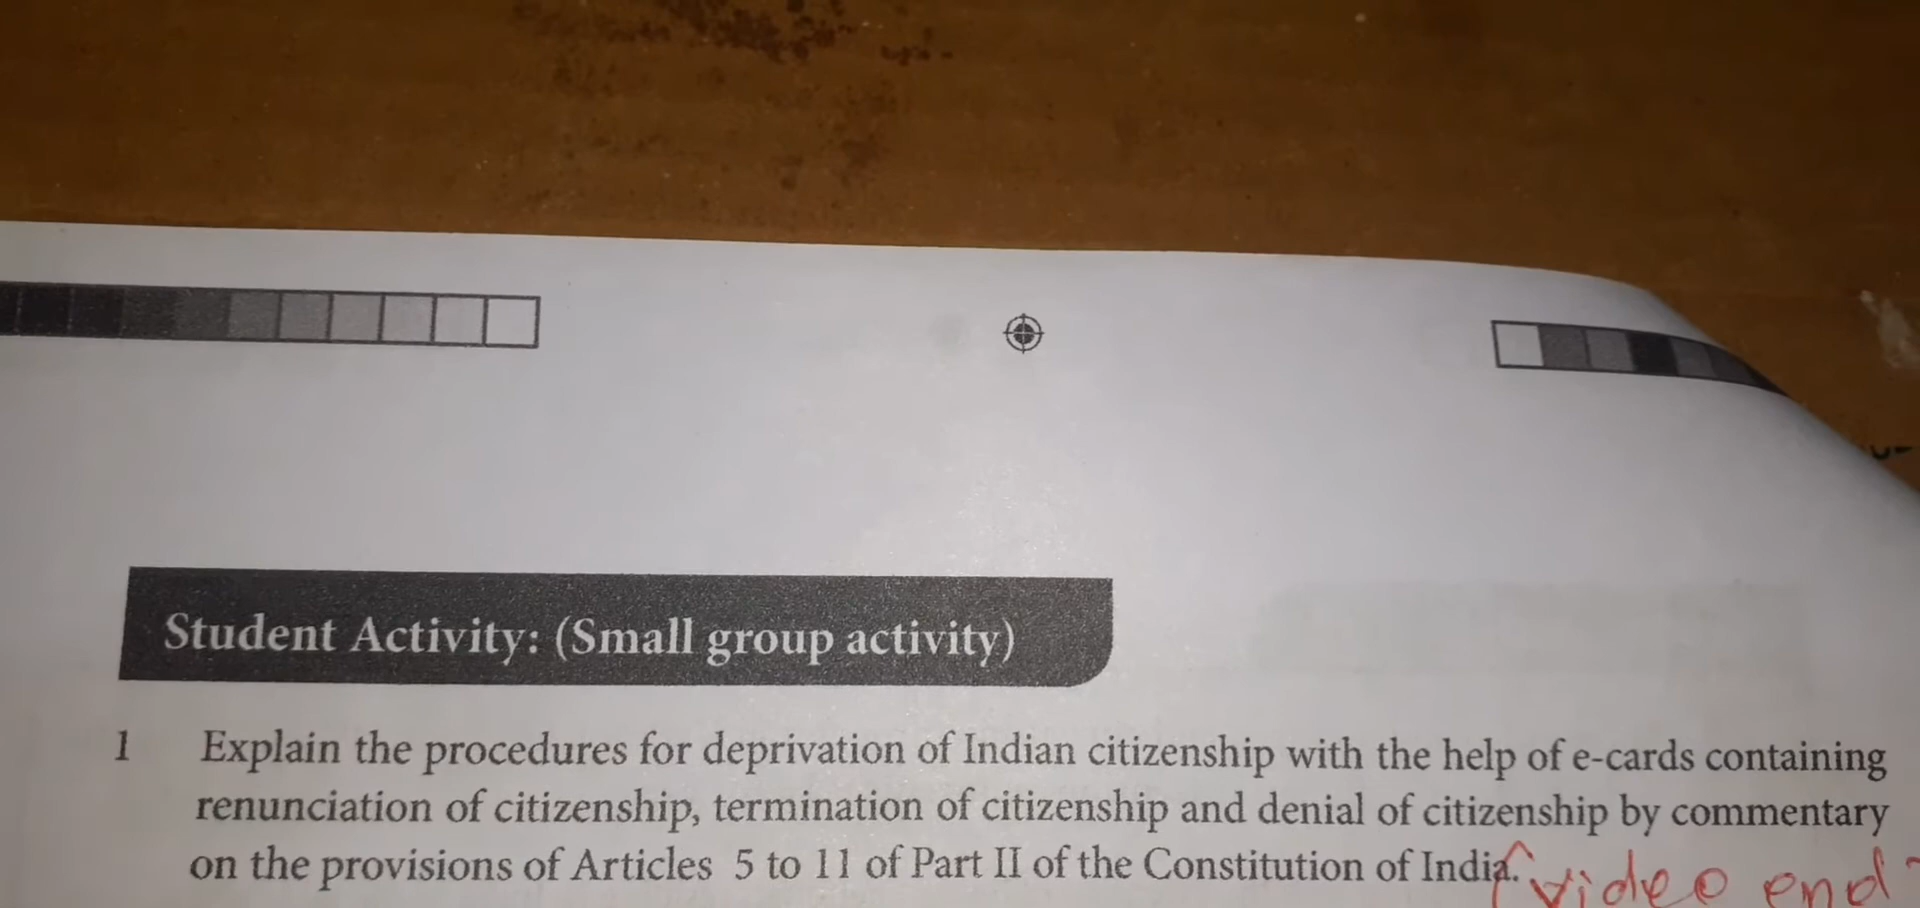 Student Activity: (Small group activity)
1 Explain the procedures for deprivation of Indian citizenship with the help of e-cards containing
renunciation of citizenship, termination of citizenship and denial of citizenship by commentary
on the provisions of Articles 5 to 11 of Part II of the Constitution of India.
(video end